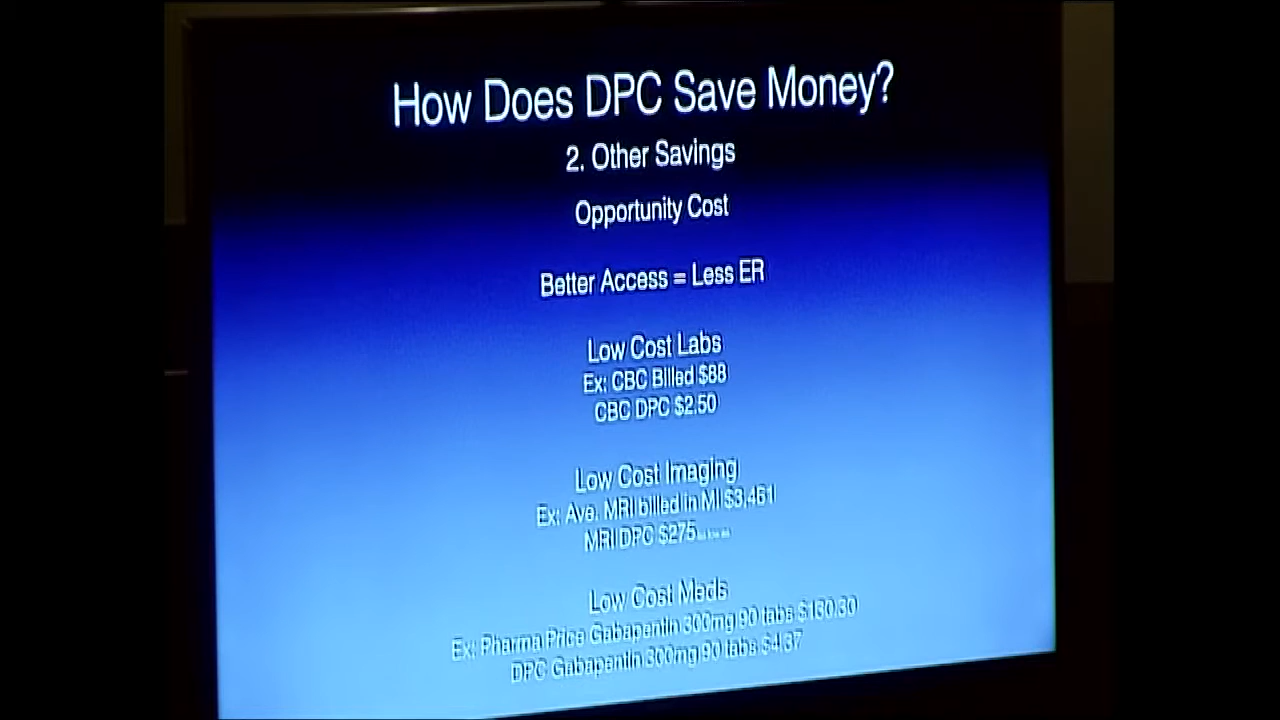 How Does DPC Save Money?
2. Other Savings
Opportunity Cost
Better Access = Less ER
Low Cost Labs
Ex: CBC Billed $88
CBC DPC $2.50
Low Cost Imaging
Ex: Ave. MRI billed in MI $3,461
MRI DPC $275
Low Cost Meds
Ex: Pharma Price Gabapentin 300mg 90 tabs
DPC Gabapentin 300mg 90 tabs $4.37